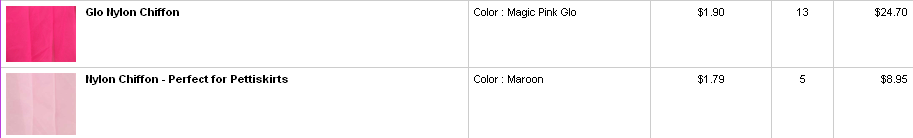 Glo Nylon Chiffon Color : Magic Pink Glo $1.90 13 $24.70
Nylon Chiffon - Perfect for Pettiskirts Color : Maroon $1.79 5 $8.95